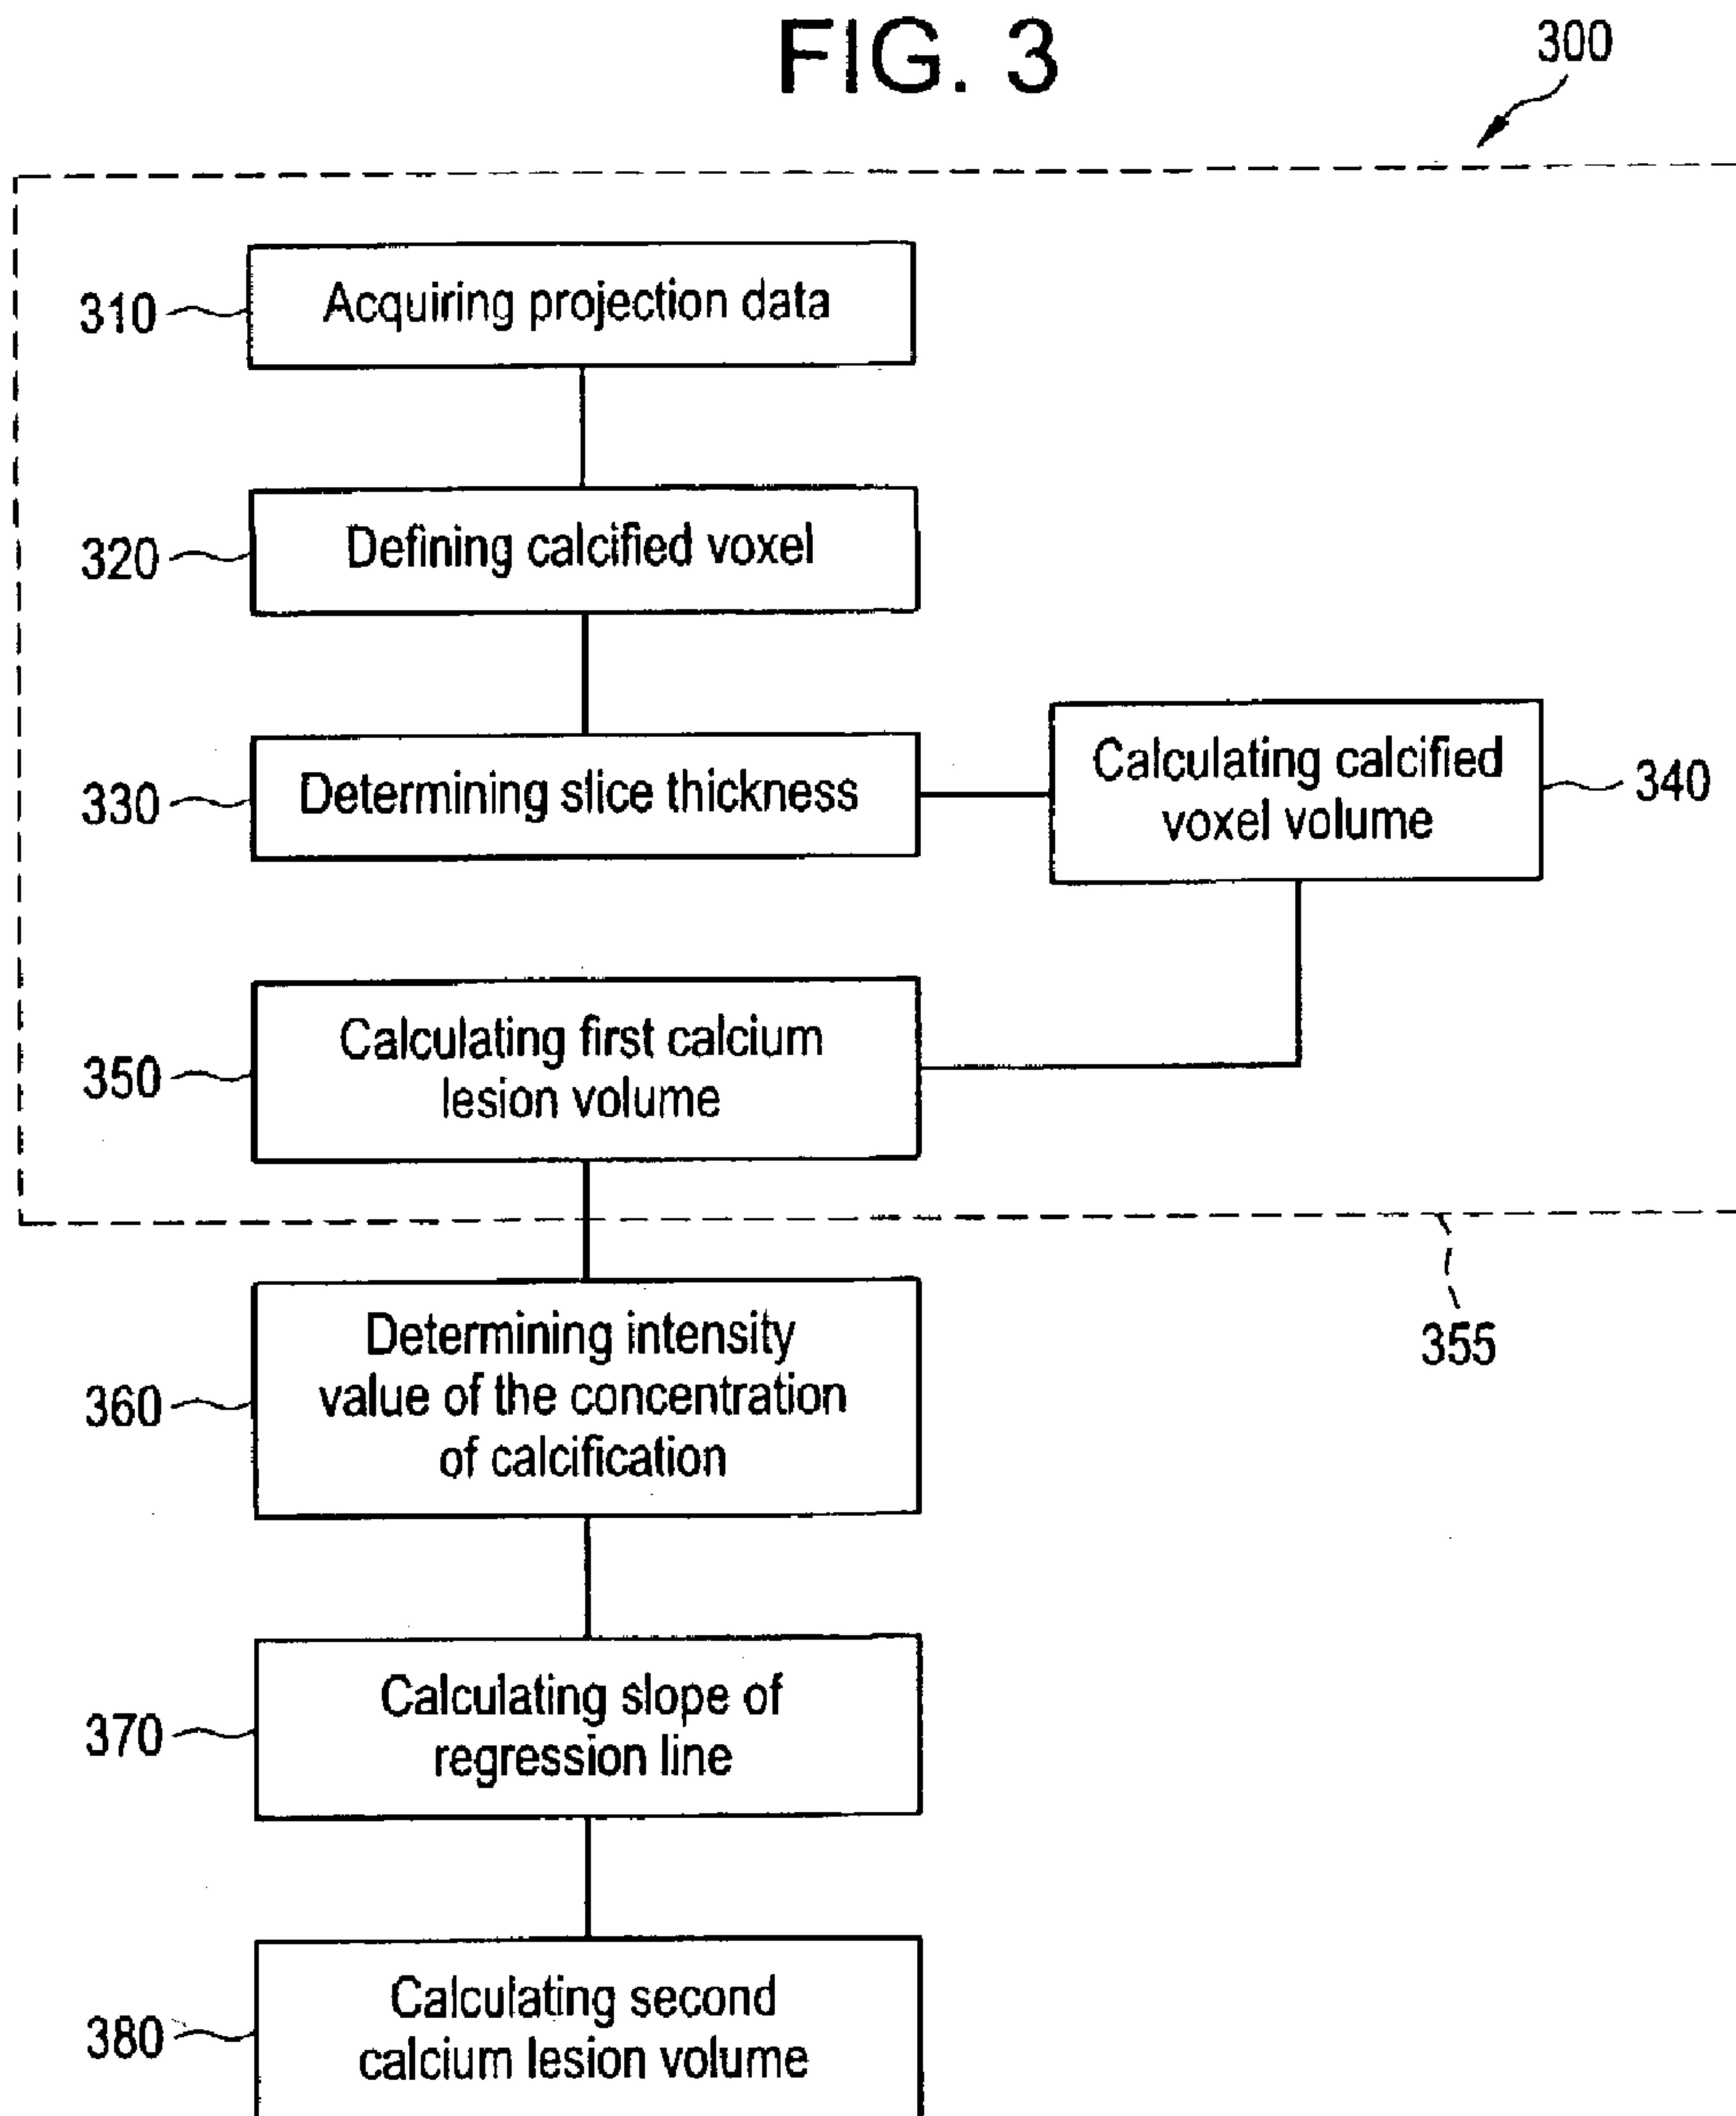 FIG. 3
300
310
Acquiring projection data
320
Defining calcified voxel
330
Determining slice thickness
Calculating calcified
voxel volume
340
350
Calculating first calcium
lesion volume
355
360
Determining intensity
value of the concentration
of calcification
370
Calculating slope of
regression line
380
Calculating second
calcium lesion volume